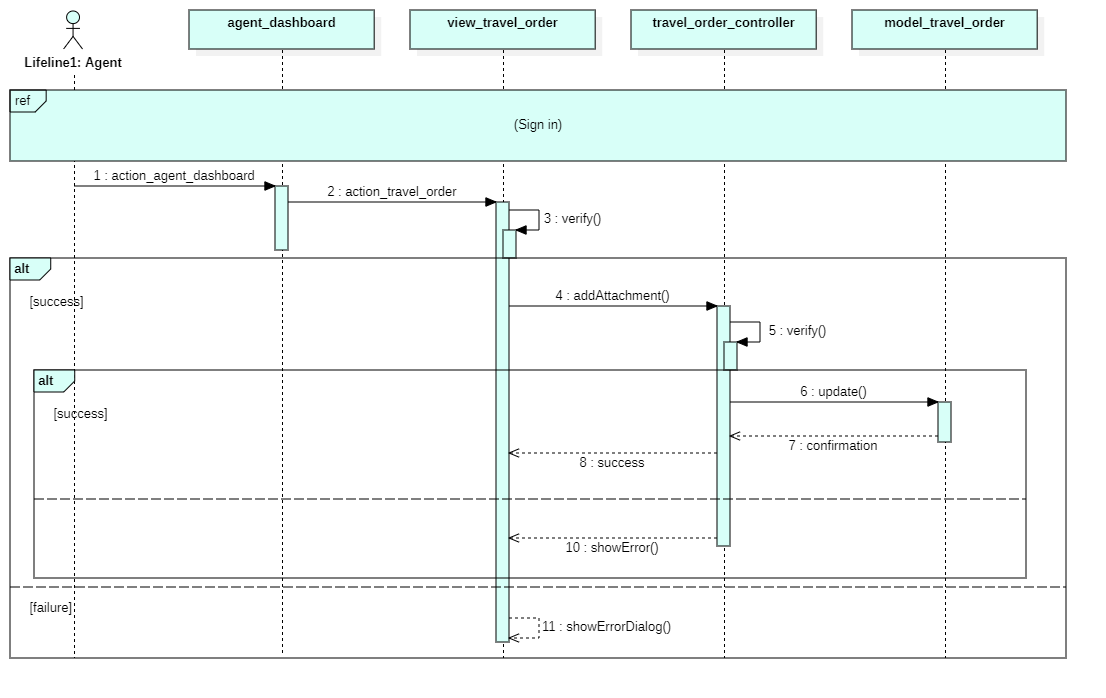 agent_dashboard
view_travel_order
travel_order_controller
model_travel_order
Lifeline1: Agent
ref
(Sign in)
1 : action_agent_dashboard
2 : action_travel_order
3 : verify()
alt
[success]
4 : addAttachment()
5 : verify()
alt
[success]
6 : update()
7 : confirmation
8 : success
10 : showError()
[failure]
11 : showErrorDialog()